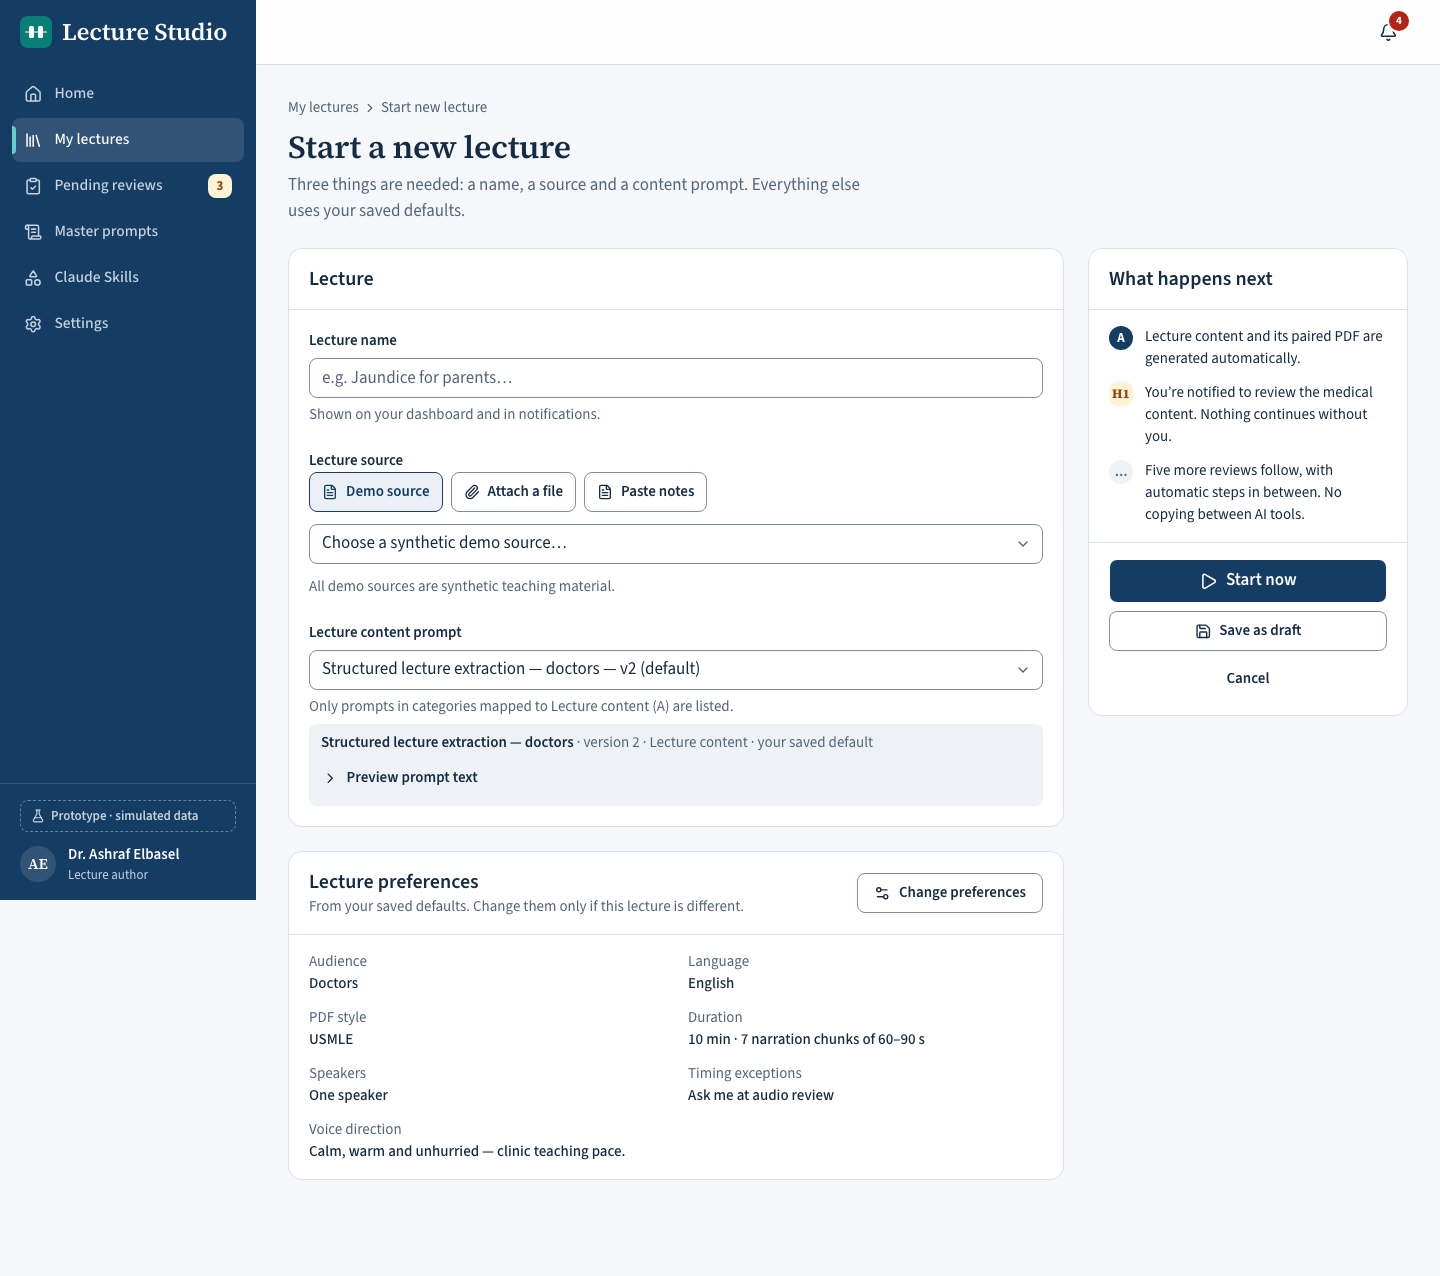 Lecture Studio
4
Home
My lectures
Pending reviews
3
Master prompts
Claude Skills
Settings
Prototype · simulated data
AE
Dr. Ashraf Elbasel
Lecture author
My lectures > Start new lecture
Start a new lecture
Three things are needed: a name, a source and a content prompt. Everything else
uses your saved defaults.
Lecture
Lecture name
e.g. Jaundice for parents…
Shown on your dashboard and in notifications.
Lecture source
Demo source
Attach a file
Paste notes
Choose a synthetic demo source…
All demo sources are synthetic teaching material.
Lecture content prompt
Structured lecture extraction — doctors — v2 (default)
Only prompts in categories mapped to Lecture content (A) are listed.
Structured lecture extraction — doctors · version 2 · Lecture content · your saved default
Preview prompt text
What happens next
A
Lecture content and its paired PDF are
generated automatically.
H1
You’re notified to review the medical
content. Nothing continues without
you.
…
Five more reviews follow, with
automatic steps in between. No
copying between AI tools.
Start now
Save as draft
Cancel
Lecture preferences
From your saved defaults. Change them only if this lecture is different.
Change preferences
Audience
Doctors
Language
English
PDF style
USMLE
Duration
10 min · 7 narration chunks of 60–90 s
Speakers
One speaker
Timing exceptions
Ask me at audio review
Voice direction
Calm, warm and unhurried — clinic teaching pace.